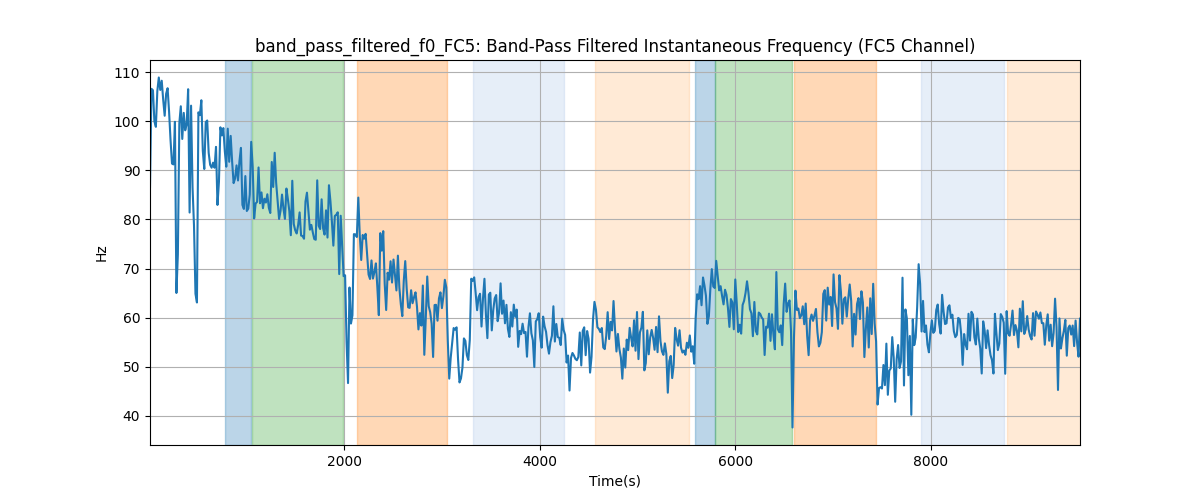 band_pass_filtered_f0_FC5: Band-Pass Filtered Instantaneous Frequency (FC5 Channel)
110
100
90
80
70
60
50
40
Hz
2000 4000 6000 8000
Time(s)